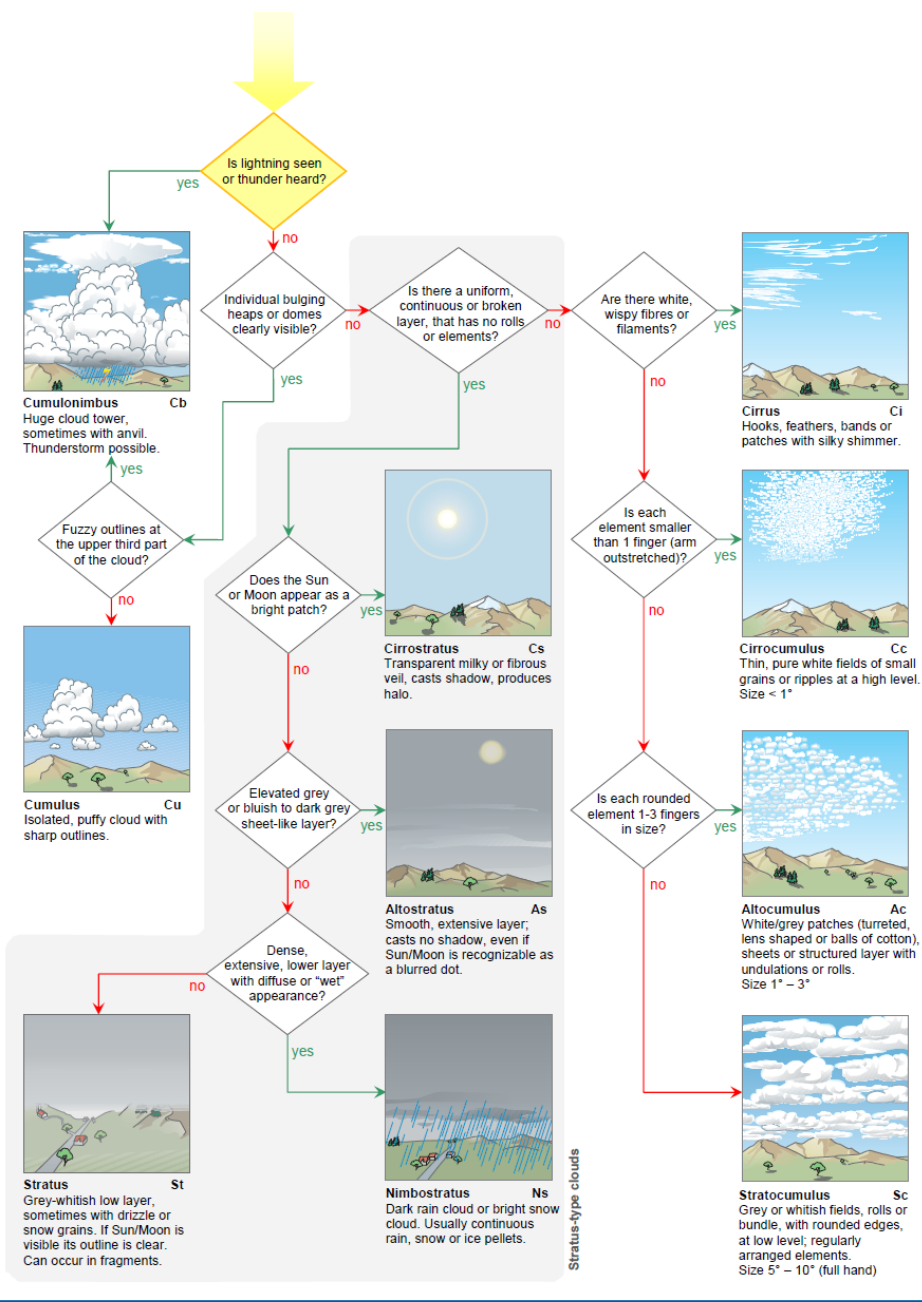 Is lightning seen
or thunder heard?
yes
no
Individual bulging
heaps or domes
clearly visible?
no
yes
Is there a uniform,
continuous or broken
layer, that has no rolls
or elements?
no
yes
Are there white,
wispy fibres or
filaments?
yes
no
Cumulonimbus Cb
Huge cloud tower,
sometimes with anvil.
Thunderstorm possible.
yes
Cirrus Ci
Hooks, feathers, bands or
patches with silky shimmer.
Fuzzy outlines at
the upper third part
of the cloud?
no
Is each
element smaller
than 1 finger (arm
outstretched)?
yes
no
Does the Sun
or Moon appear as a
bright patch?
yes
no
Cirrostratus Cs
Transparent milky or fibrous
veil, casts shadow, produces
halo.
Cirrocumulus Cc
Thin, pure white fields of small
grains or ripples at a high level.
Size < 1°
Cumulus Cu
Isolated, puffy cloud with
sharp outlines.
Elevated grey
or bluish to dark grey
sheet-like layer?
yes
no
Is each rounded
element 1-3 fingers
in size?
yes
no
Altostratus As
Smooth, extensive layer;
casts no shadow, even if
Sun/Moon is recognizable as
a blurred dot.
Altocumulus Ac
White/grey patches (turreted,
lens shaped or balls of cotton),
sheets or structured layer with
undulations or rolls.
Size 1° – 3°
Dense,
extensive, lower layer
with diffuse or “wet”
appearance?
no
yes
Stratus St
Grey-whitish low layer,
sometimes with drizzle or
snow grains. If Sun/Moon is
visible its outline is clear.
Can occur in fragments.
Nimbostratus Ns
Dark rain cloud or bright snow
cloud. Usually continuous
rain, snow or ice pellets.
Stratus-type clouds
Stratocumulus Sc
Grey or whitish fields, rolls or
bundle, with rounded edges,
at low level; regularly
arranged elements.
Size 5° – 10° (full hand)